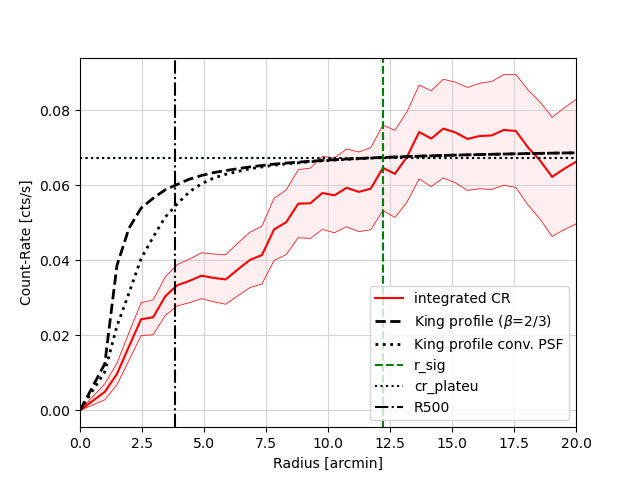 0.08
0.06
0.04
0.02
0.00
Count-Rate [cts/s]
integrated CR
King profile (β=2/3)
King profile conv. PSF
r_sig
cr_plateu
R500
0.0 2.5 5.0 7.5 10.0 12.5 15.0 17.5 20.0
Radius [arcmin]